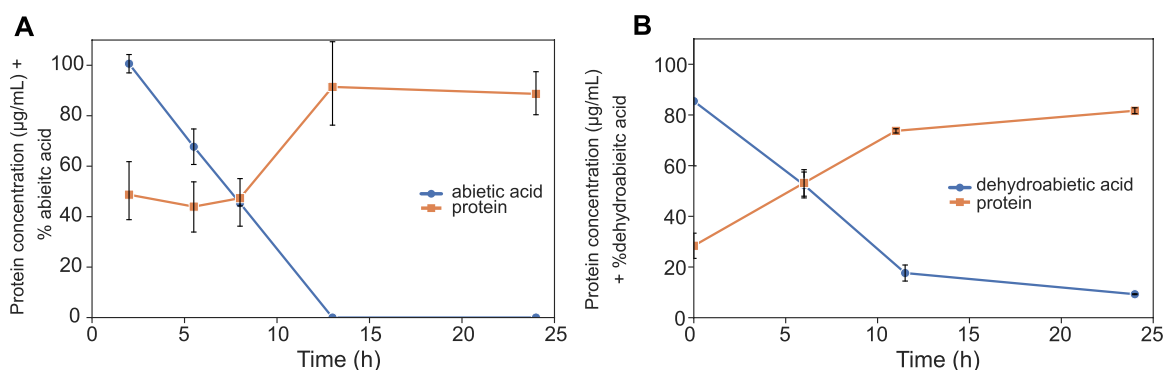 A
Protein concentration (µg/mL) +
% abieitc acid
100
80
60
40
20
0
0 5 10 15 20 25
Time (h)
abietic acid
protein
B
Protein concentration (µg/mL)
+ %dehydroabieitc acid
100
80
60
40
20
0
0 5 10 15 20 25
Time (h)
dehydroabietic acid
protein